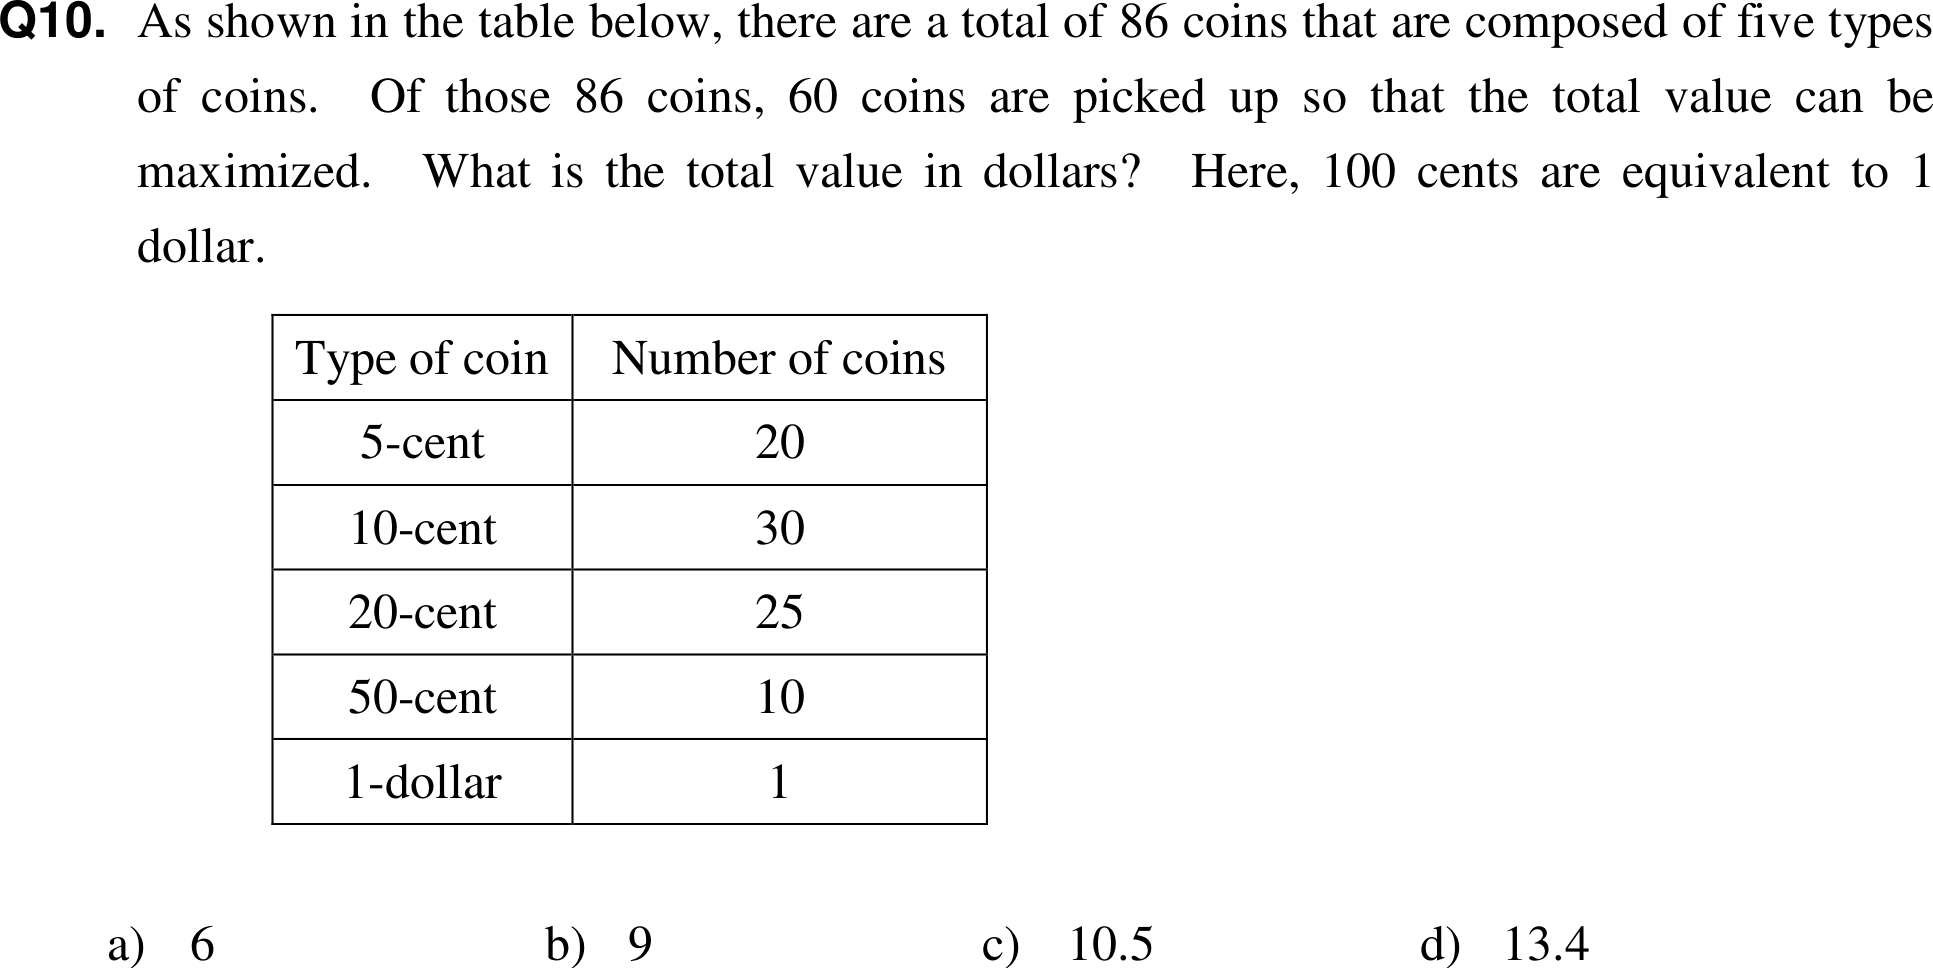 Q10. As shown in the table below, there are a total of 86 coins that are composed of five types
of coins. Of those 86 coins, 60 coins are picked up so that the total value can be
maximized. What is the total value in dollars? Here, 100 cents are equivalent to 1
dollar.
Type of coin Number of coins
5-cent 20
10-cent 30
20-cent 25
50-cent 10
1-dollar 1
a) 6 b) 9 c) 10.5 d) 13.4